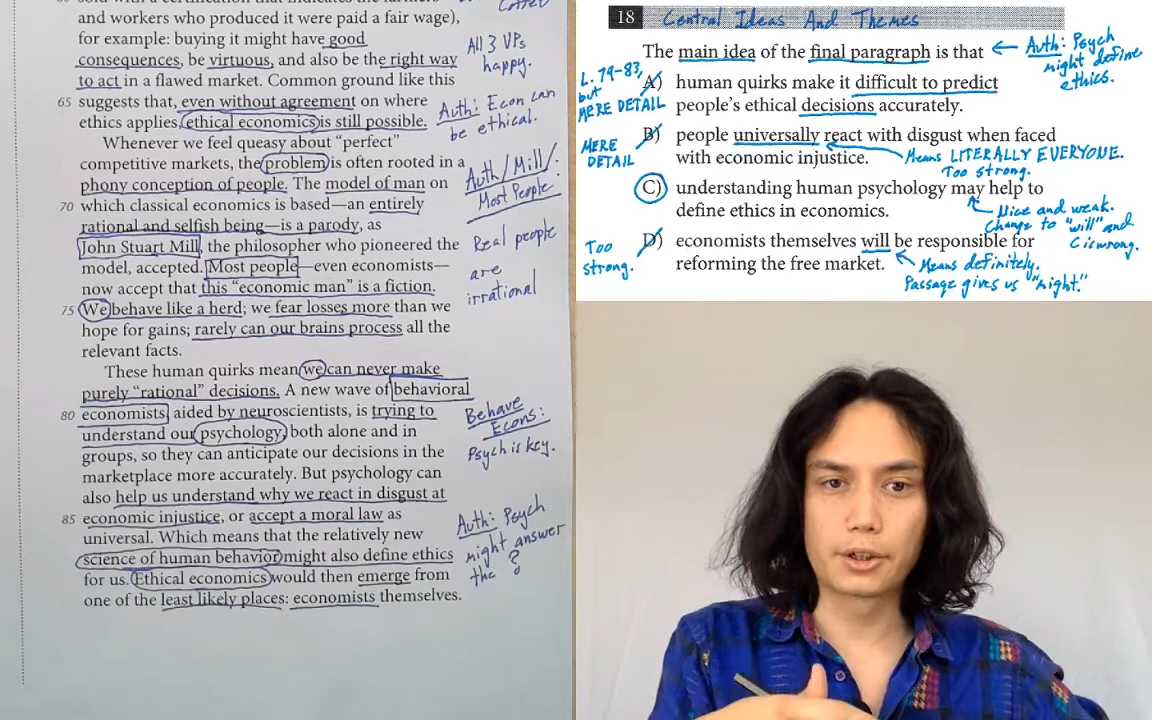 sold with a certification that indicates the farmers
and workers who produced it were paid a fair wage),
for example: buying it might have good
consequences, be virtuous, and also be the right way
to act in a flawed market. Common ground like this
65 suggests that, even without agreement on where
ethics applies, ethical economics is still possible.
Whenever we feel queasy about “perfect”
competitive markets, the problem is often rooted in a
phony conception of people. The model of man on
70 which classical economics is based—an entirely
rational and selfish being—is a parody, as
John Stuart Mill, the philosopher who pioneered the
model, accepted. Most people—even economists—
now accept that this “economic man” is a fiction.
75 We behave like a herd; we fear losses more than we
hope for gains; rarely can our brains process all the
relevant facts.
These human quirks mean we can never make
purely “rational” decisions. A new wave of behavioral
80 economists, aided by neuroscientists, is trying to
understand our psychology, both alone and in
groups, so they can anticipate our decisions in the
marketplace more accurately. But psychology can
also help us understand why we react in disgust at
85 economic injustice, or accept a moral law as
universal. Which means that the relatively new
science of human behavior might also define ethics
for us. Ethical economics would then emerge from
one of the least likely places: economists themselves.
All 3 VPs
happy.
Auth: Econ can
be ethical.
Auth/Mill/
Most People:
Real people
are
irrational
Behave
Econs:
Psych is key.
Auth: Psych
might answer
the ?
18 Central Ideas And Themes
The main idea of the final paragraph is that
← Auth: Psych
might define
ethics.
A) human quirks make it difficult to predict
people’s ethical decisions accurately.
L. 79-83,
but
MERE DETAIL
B) people universally react with disgust when faced
with economic injustice.
MERE
DETAIL
Means LITERALLY EVERYONE.
Too strong.
C) understanding human psychology may help to
define ethics in economics.
Nice and weak.
Change to "will" and
C is wrong.
D) economists themselves will be responsible for
reforming the free market.
Too
strong.
Means definitely.
Passage gives us "might."